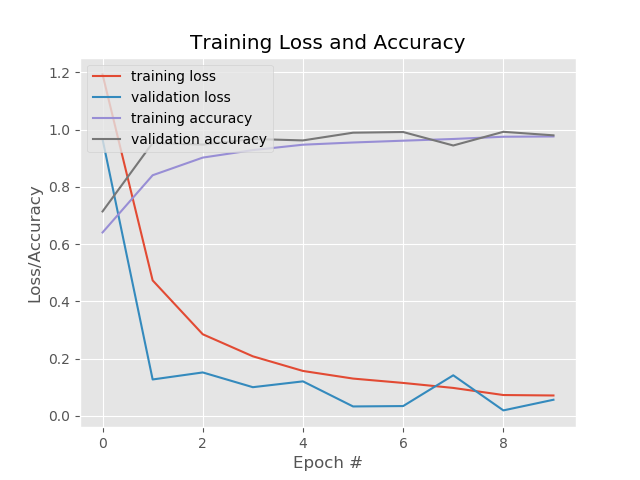 Training Loss and Accuracy
training loss
validation loss
training accuracy
validation accuracy
Loss/Accuracy
1.2
1.0
0.8
0.6
0.4
0.2
0.0
0 2 4 6 8
Epoch #